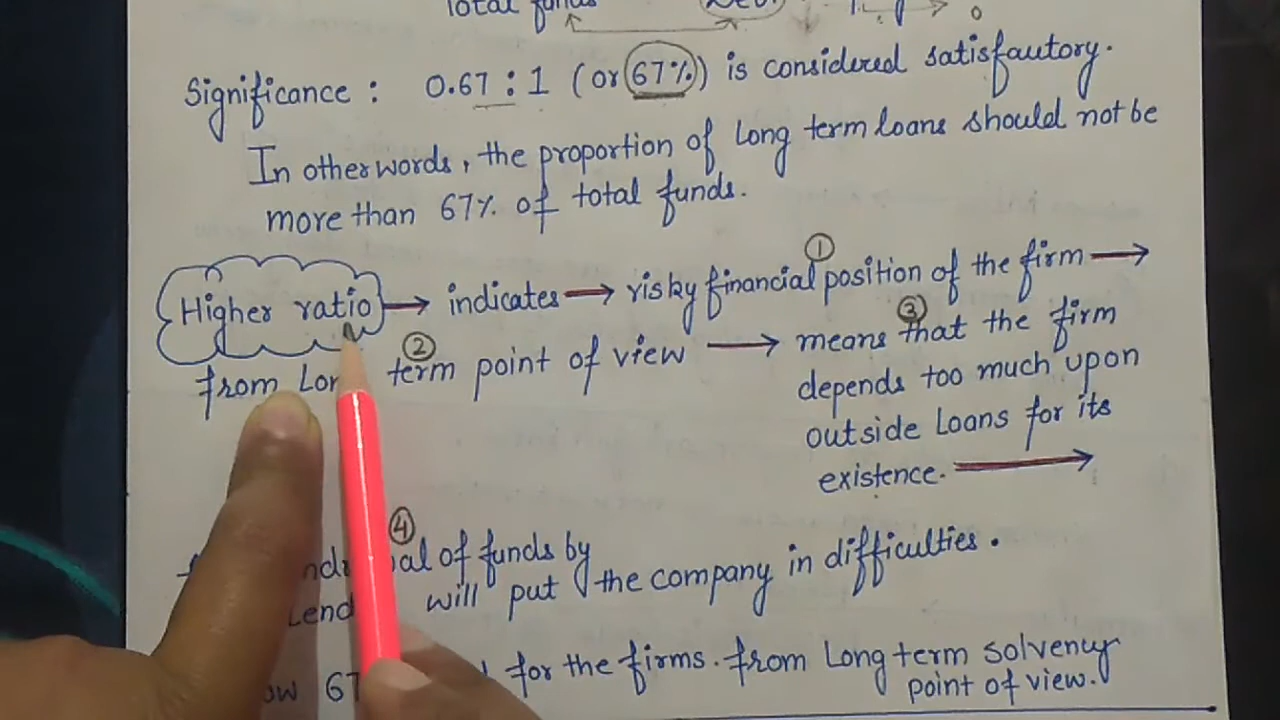 Total funds
Significance : 0.67 : 1 (or 67%) is considered satisfautory.
In other words, the proportion of Long term loans should not be
more than 67% of total funds.
Higher ratio → indicates → risky financial position of the firm →
from term point of view → means that the firm
depends too much upon
outside Loans for its
existence. →
of funds by
will put the company in difficulties.
for the firms. from Long term solvency
point of view.
1
2
3
4